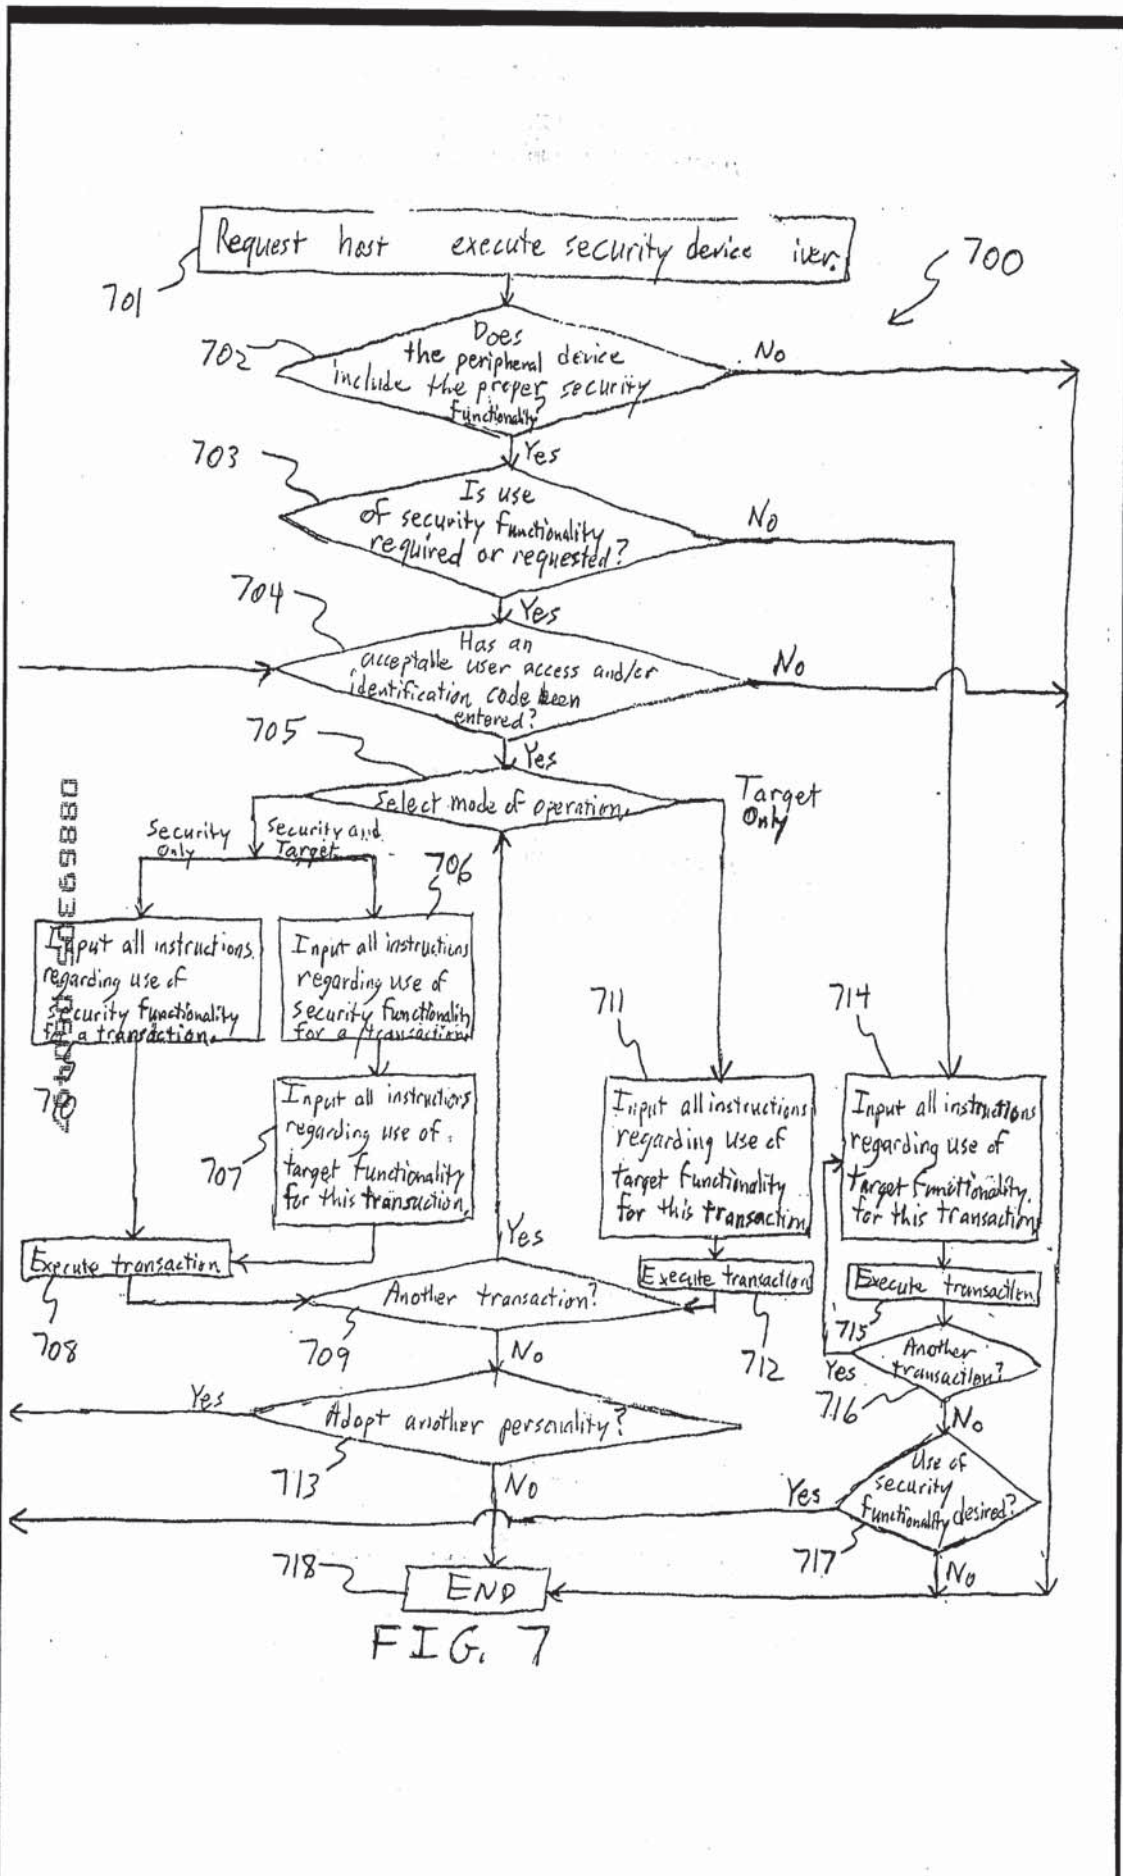 Request host execute security device iver.
700
701
702
Does
the peripheral device
include the proper security
functionality?
No
Yes
703
Is use
of security functionality
required or requested?
No
Yes
704
Has an
acceptable user access and/or
identification code been
entered?
No
Yes
705
Select mode of operation.
Target
Only
Security
Only
Security and
Target
706
Input all instructions
regarding use of
security functionality
a transaction.
Input all instructions
regarding use of
security functionality
for a transaction.
711
714
707
Input all instructions
regarding use of
target functionality
for this transaction.
Input all instructions
regarding use of
target functionality
for this transaction
Input all instructions
regarding use of
target functionality.
for this transaction
Yes
Execute transaction.
Execute transaction
Execute transaction.
708
Another transaction?
709
712
715
No
Another
transaction?
Yes
716
No
Yes
Adopt another personality?
713
No
Use of
security
functionality desired?
Yes
717
No
718
END
FIG. 7